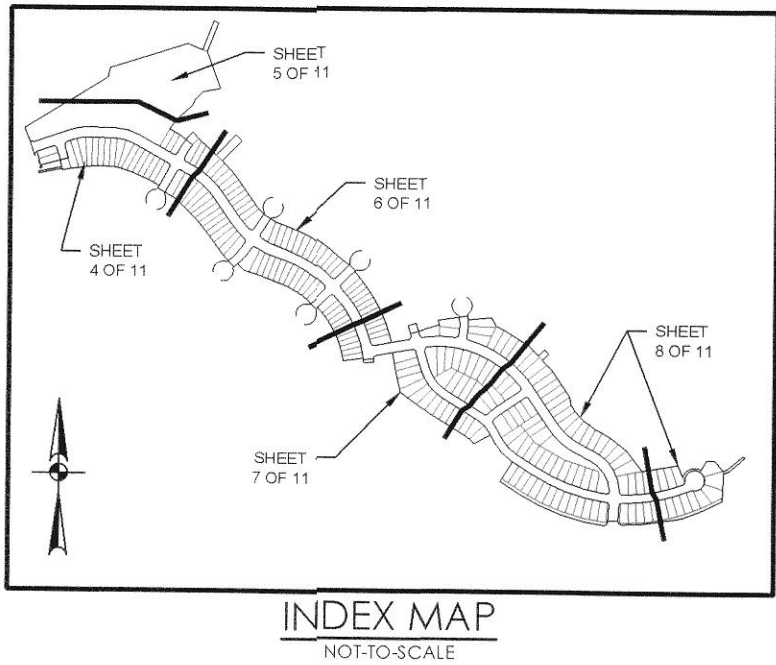 SHEET
5 OF 11
SHEET
6 OF 11
SHEET
4 OF 11
SHEET
8 OF 11
SHEET
7 OF 11
INDEX MAP
NOT-TO-SCALE